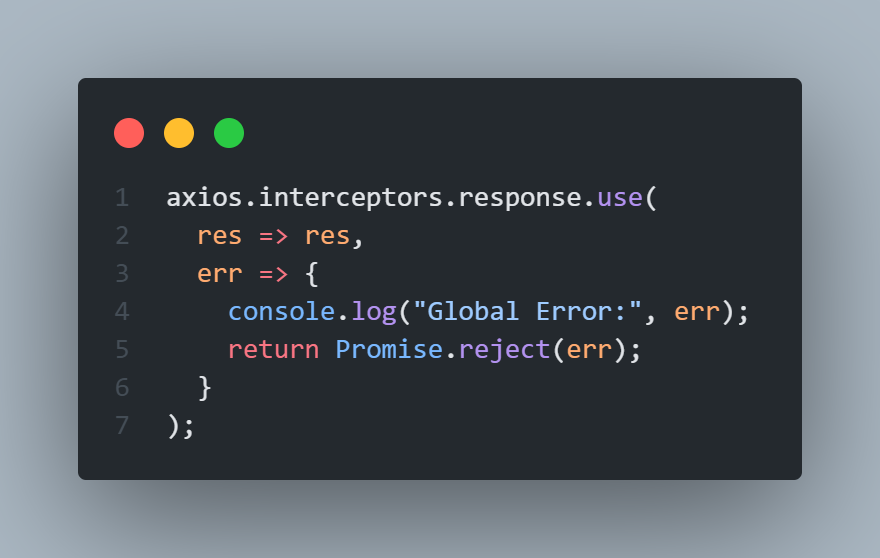 1 axios.interceptors.response.use(
2   res => res,
3   err => {
4     console.log("Global Error:", err);
5     return Promise.reject(err);
6   }
7 );